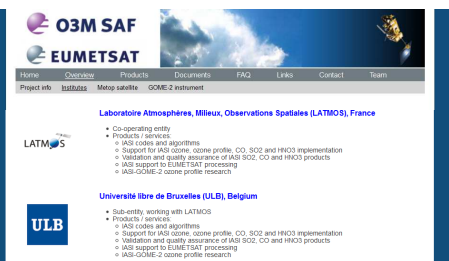 O3M SAF
EUMETSAT
Home Overview Products Documents FAQ Links Contact Team
Project info Institutes Metop satellite GOME-2 instrument
Laboratoire Atmosphères, Milieux, Observations Spatiales (LATMOS), France
Co-operating entity
Products / services:
IASI codes and algorithms
Support for IASI ozone, ozone profile, CO, SO2 and HNO3 implementation
Validation and quality assurance of IASI SO2, CO and HNO3 products
IASI support to EUMETSAT processing
IASI-GOME-2 ozone profile research
LATMOS
Université libre de Bruxelles (ULB), Belgium
Sub-entity, working with LATMOS
Products / services:
IASI codes and algorithms
Support for IASI ozone, ozone profile, CO, SO2 and HNO3 implementation
Validation and quality assurance of IASI SO2, CO and HNO3 products
IASI support to EUMETSAT processing
IASI-GOME-2 ozone profile research
ULB